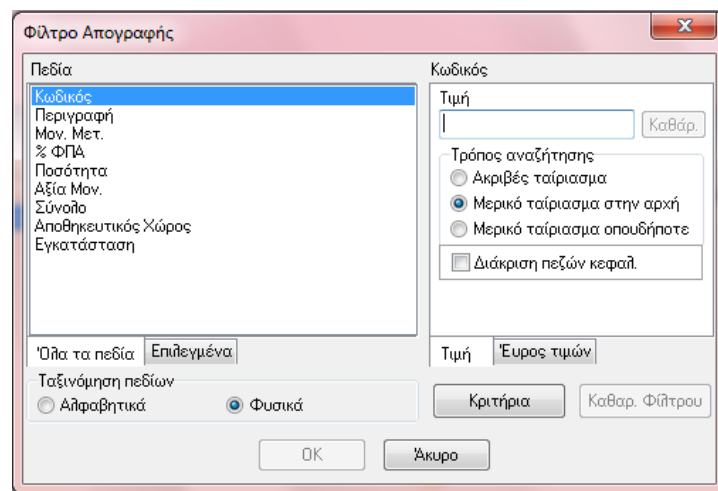 Φίλτρο Απογραφής
Πεδία
Κωδικός
Περιγραφή
Μον. Μετ.
% ΦΠΑ
Ποσότητα
Αξία Μον.
Σύνολο
Αποθηκευτικός Χώρος
Εγκατάσταση
Όλα τα πεδία
Επιλεγμένα
Ταξινόμηση πεδίων
Αλφαβητικά
Φυσικά
Κωδικός
Τιμή
Καθάρ.
Τρόπος αναζήτησης
Ακριβές ταίριασμα
Μερικό ταίριασμα στην αρχή
Μερικό ταίριασμα οπουδήποτε
Διάκριση πεζών κεφαλ.
Τιμή
Έυρος τιμών
Κριτήρια
Καθαρ. Φίλτρου
OK
Άκυρο